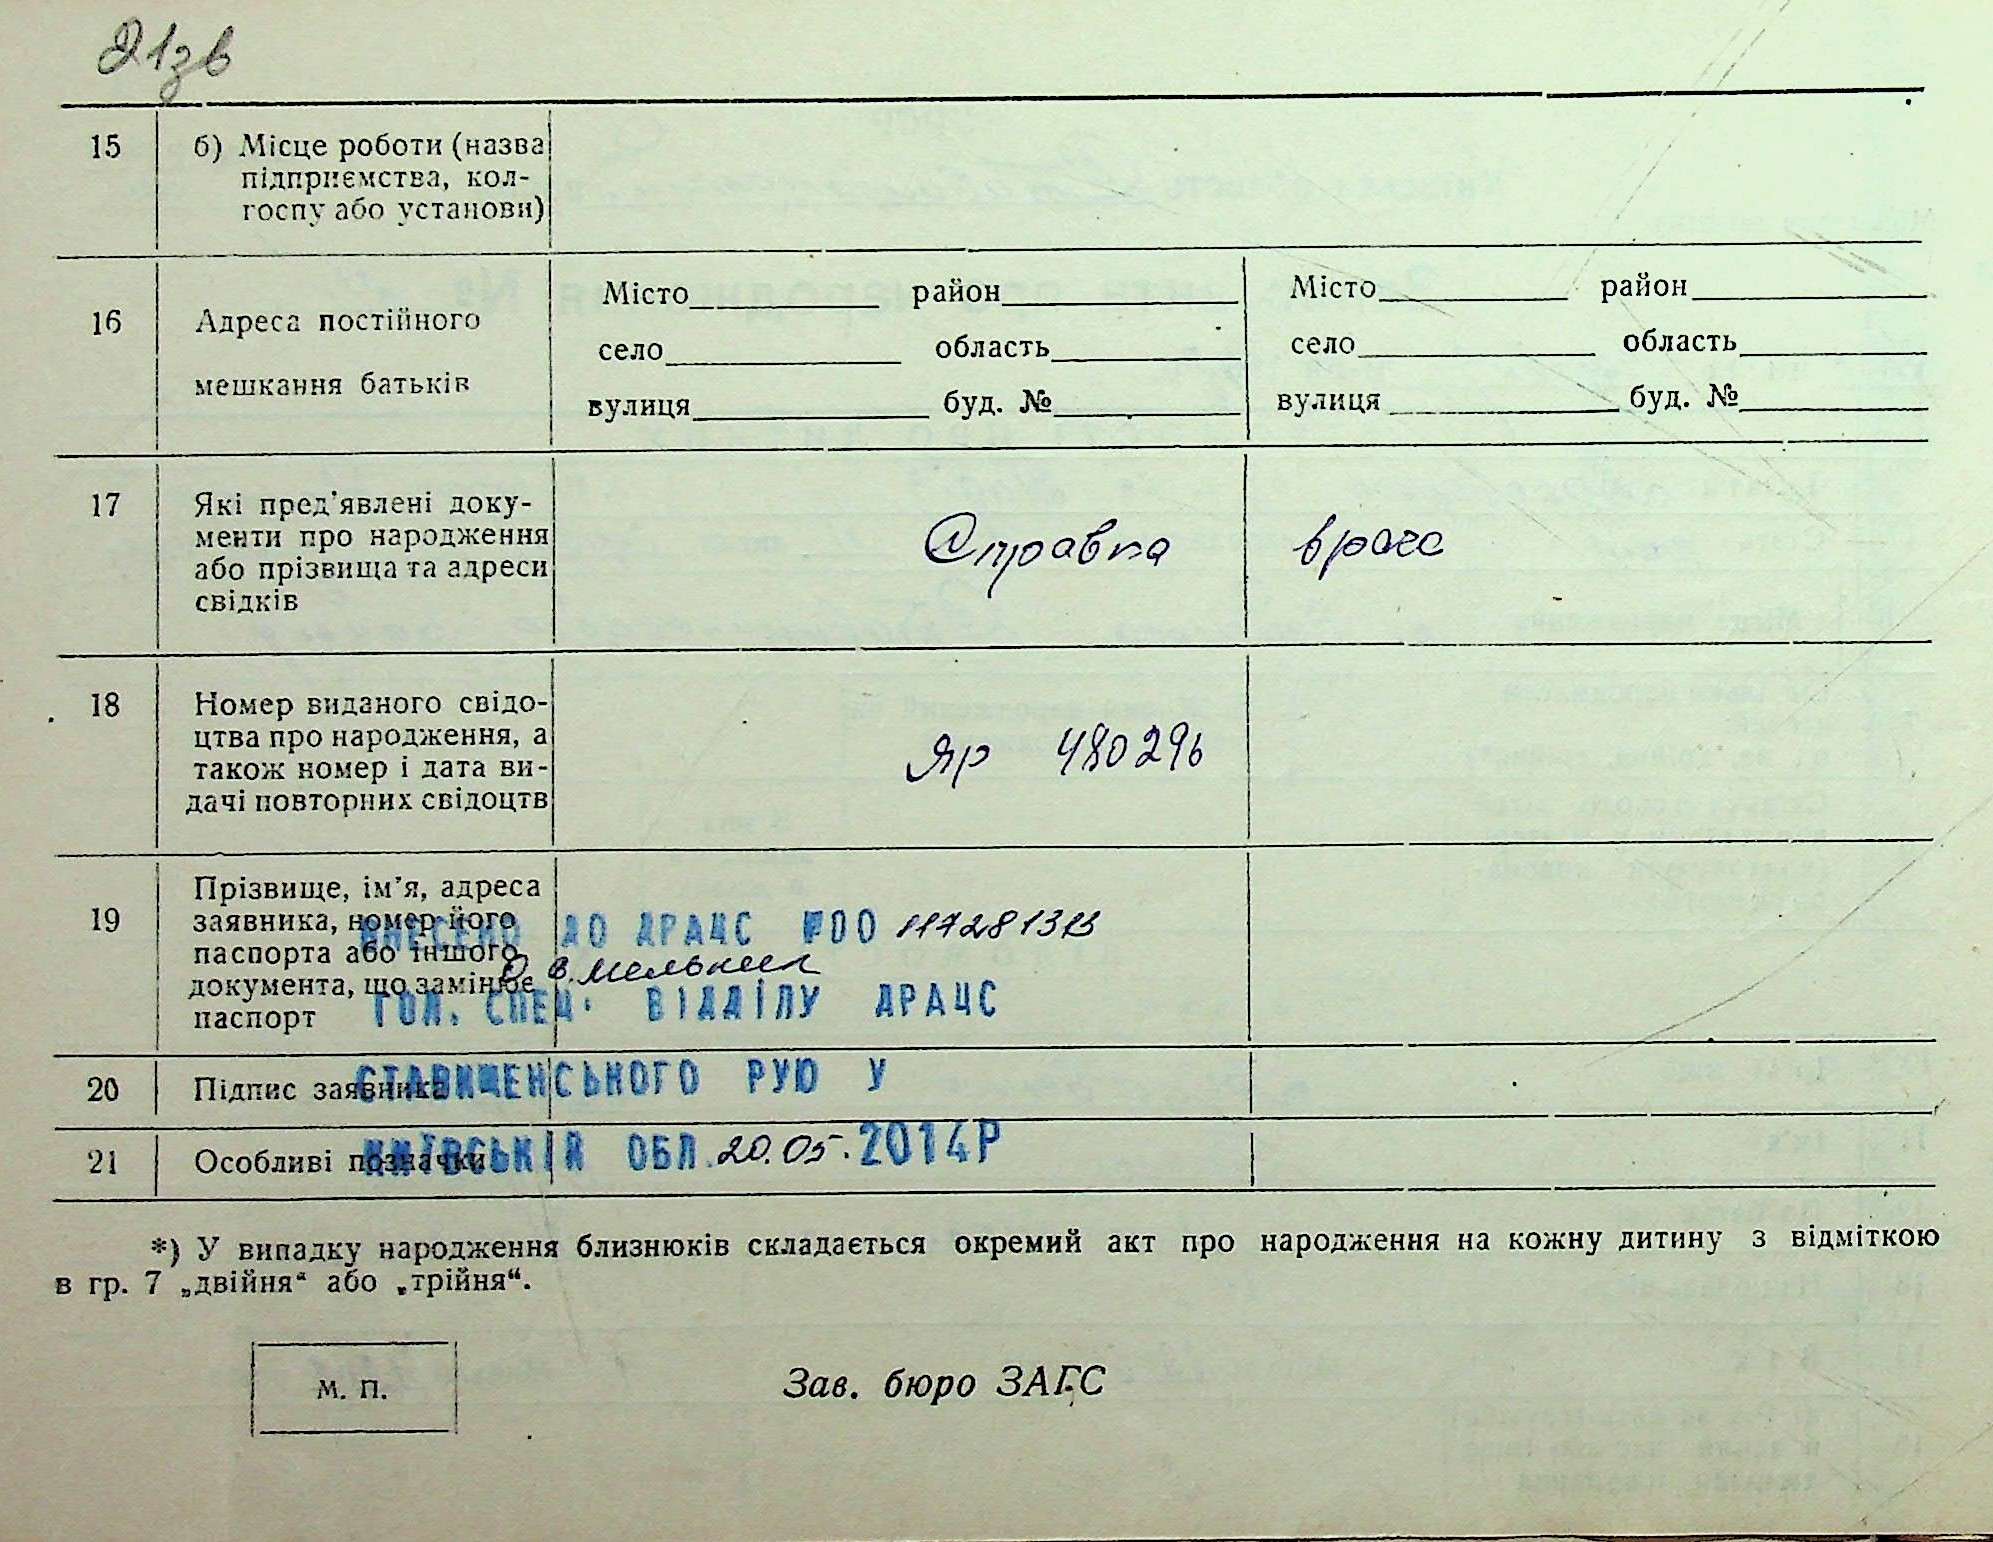 21зв
15 б) Місце роботи (назва
підприємства, кол-
госпу або установи)
16 Адреса постійного
мешкання батьків
Місто район
село область
вулиця буд. №
Місто район
село область
вулиця буд. №
17 Які пред'явлені доку-
менти про народження
або прізвища та адреси
свідків
Справка врача
18 Номер виданого свідо-
цтва про народження, а
також номер і дата ви-
дачі повторних свідоцтв
ЯР 480296
19 Прізвище, ім'я, адреса
заявника, номер його
паспорта або іншого
документа, що замінює
паспорт
ВНЕСЕНО ДО ДРАЦС №00
О.В. Мельник
ГОЛ. СПЕЦ. ВІДДІЛУ ДРАЦС
20 Підпис заявника
СТАВИЩЕНСЬКОГО РУЮ У
21 Особливі позначки
КИЇВСЬКІЙ ОБЛ. 20.05.2014Р
*) У випадку народження близнюків складається окремий акт про народження на кожну дитину з відміткою
в гр. 7 „двійня“ або „трійня“.
М. П.
Зав. бюро ЗАГС